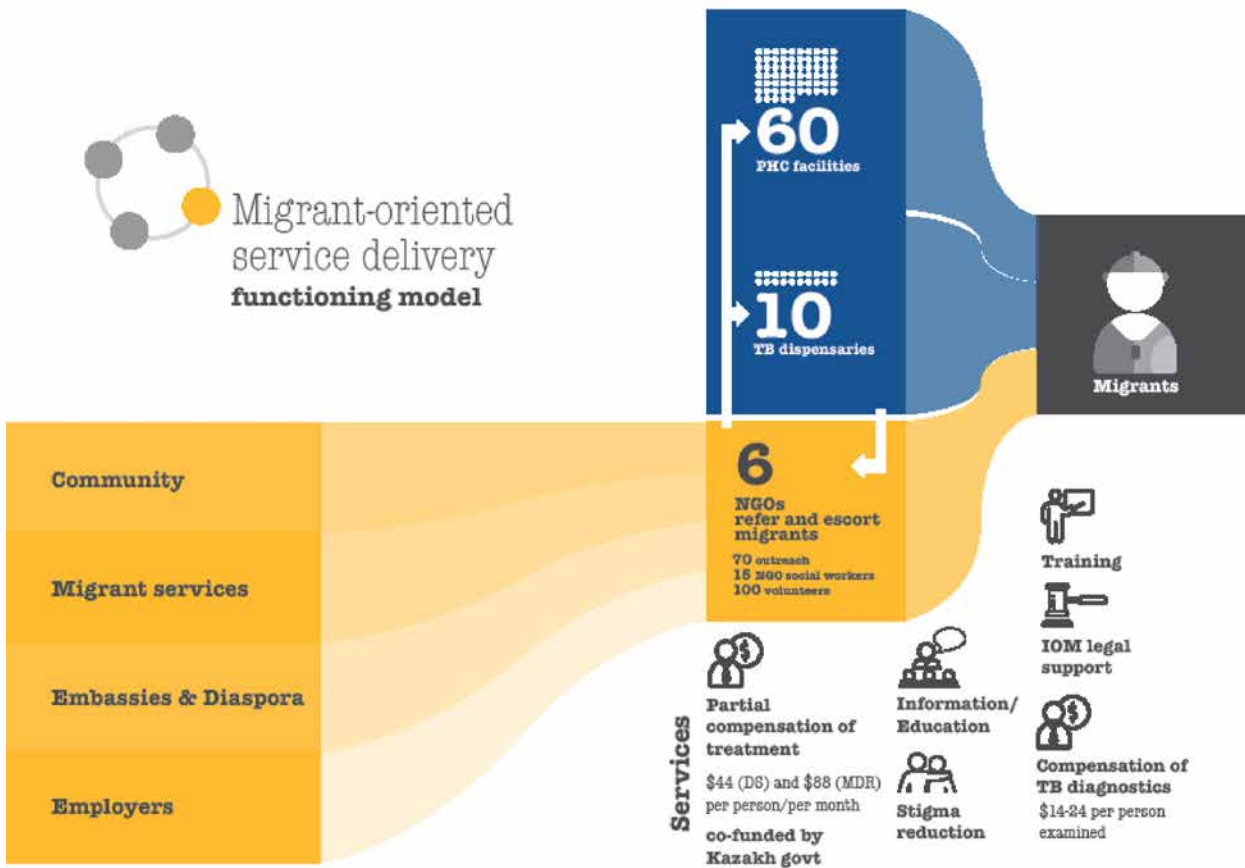 Migrant-oriented
service delivery
functioning model
60
PHC facilities
10
TB dispensaries
Migrants
Community
Migrant services
Embassies & Diaspora
Employers
6
NGOs
refer and escort
migrants
70 outreach
15 NGO social workers
100 volunteers
Services
Partial
compensation of
treatment
$44 (DS) and $88 (MDR)
per person/per month
co-funded by
Kazakh govt
Information/
Education
Stigma
reduction
Training
IOM legal
support
Compensation of
TB diagnostics
$14-24 per person
examined